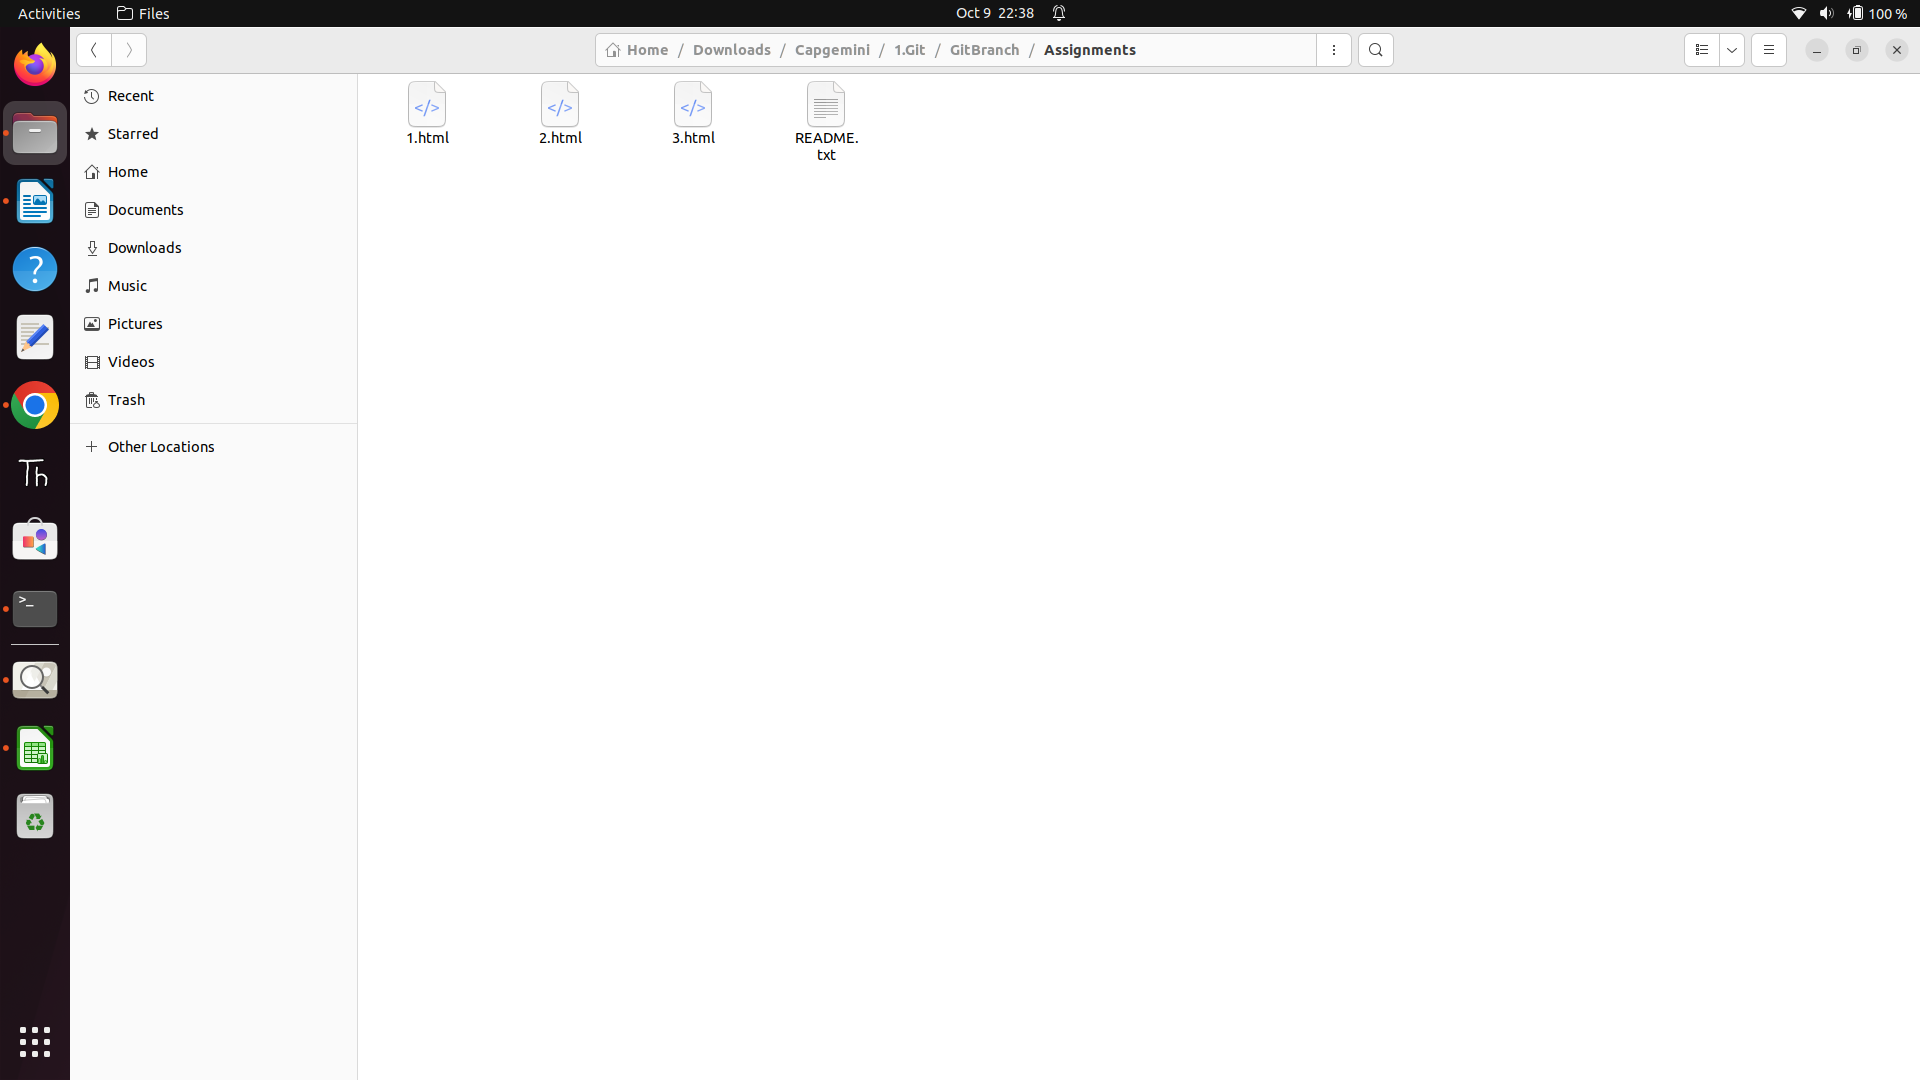 Activities Files Oct 9 22:38 100 %
Home / Downloads / Capgemini / 1.Git / GitBranch / Assignments
Recent
Starred
Home
Documents
Downloads
Music
Pictures
Videos
Trash
Other Locations
</> </> </>
1.html 2.html 3.html README.
txt
?
Th
>_